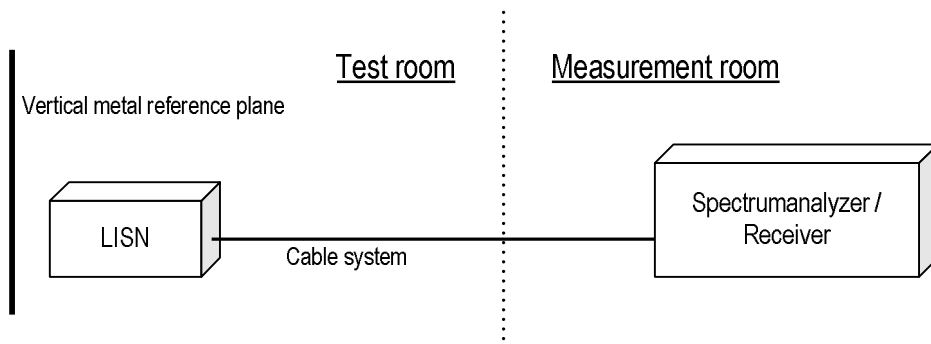 Test room
Measurement room
Vertical metal reference plane
LISN
Cable system
Spectrumanalyzer /
Receiver